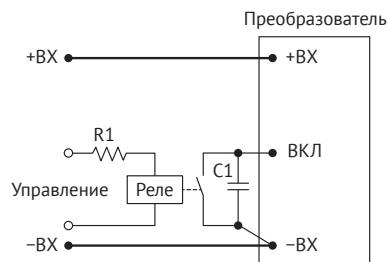 Преобразователь
+ВХ +ВХ
R1
ВКЛ
C1
Управление Реле
−ВХ −ВХ